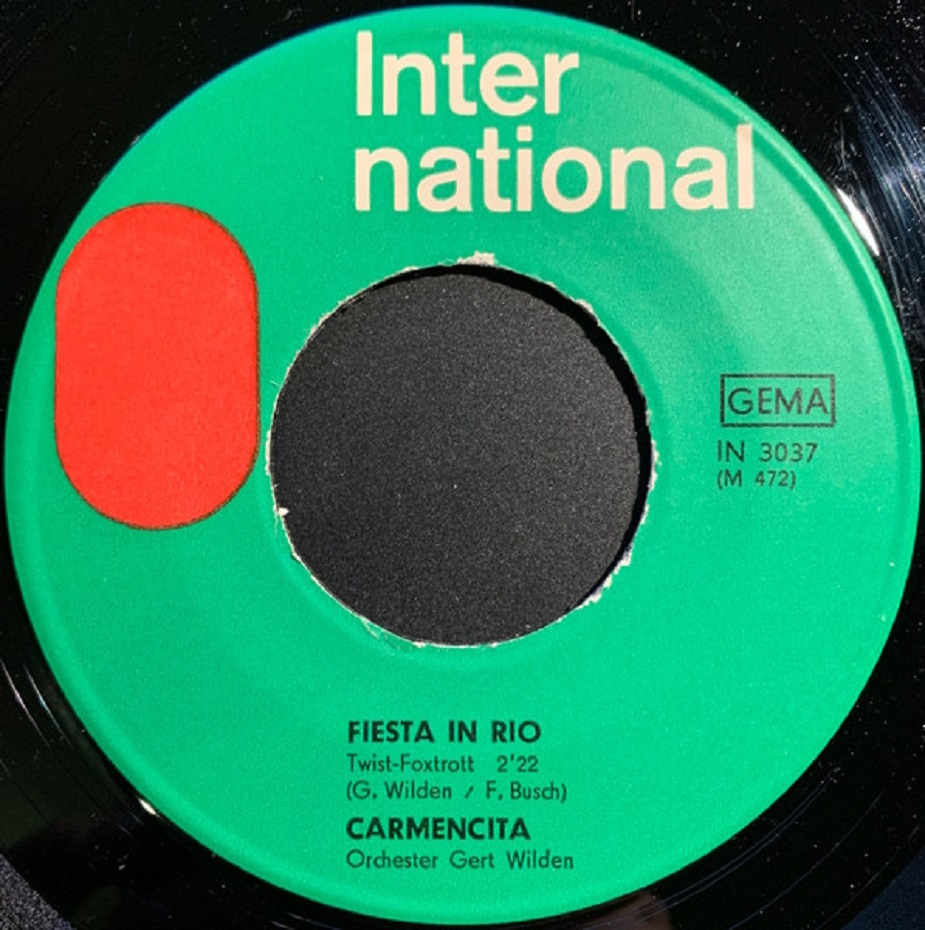 Inter
national
GEMA
IN 3037
(M 472)
FIESTA IN RIO
Twist-Foxtrott 2'22
(G. Wilden / F. Busch)
CARMENCITA
Orchester Gert Wilden